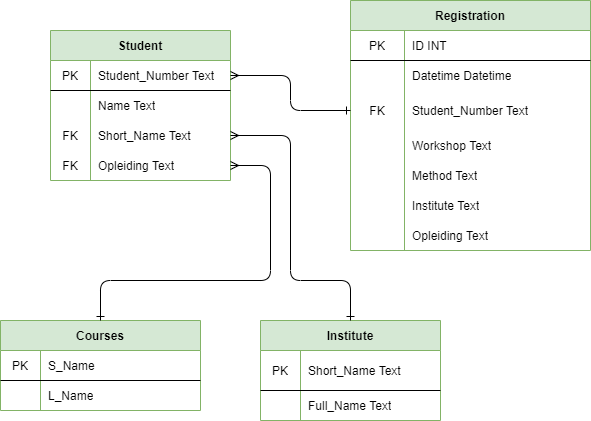 Student
PK Student_Number Text
Name Text
FK Short_Name Text
FK Opleiding Text
Registration
PK ID INT
Datetime Datetime
FK Student_Number Text
Workshop Text
Method Text
Institute Text
Opleiding Text
Courses
PK S_Name
L_Name
Institute
PK Short_Name Text
Full_Name Text